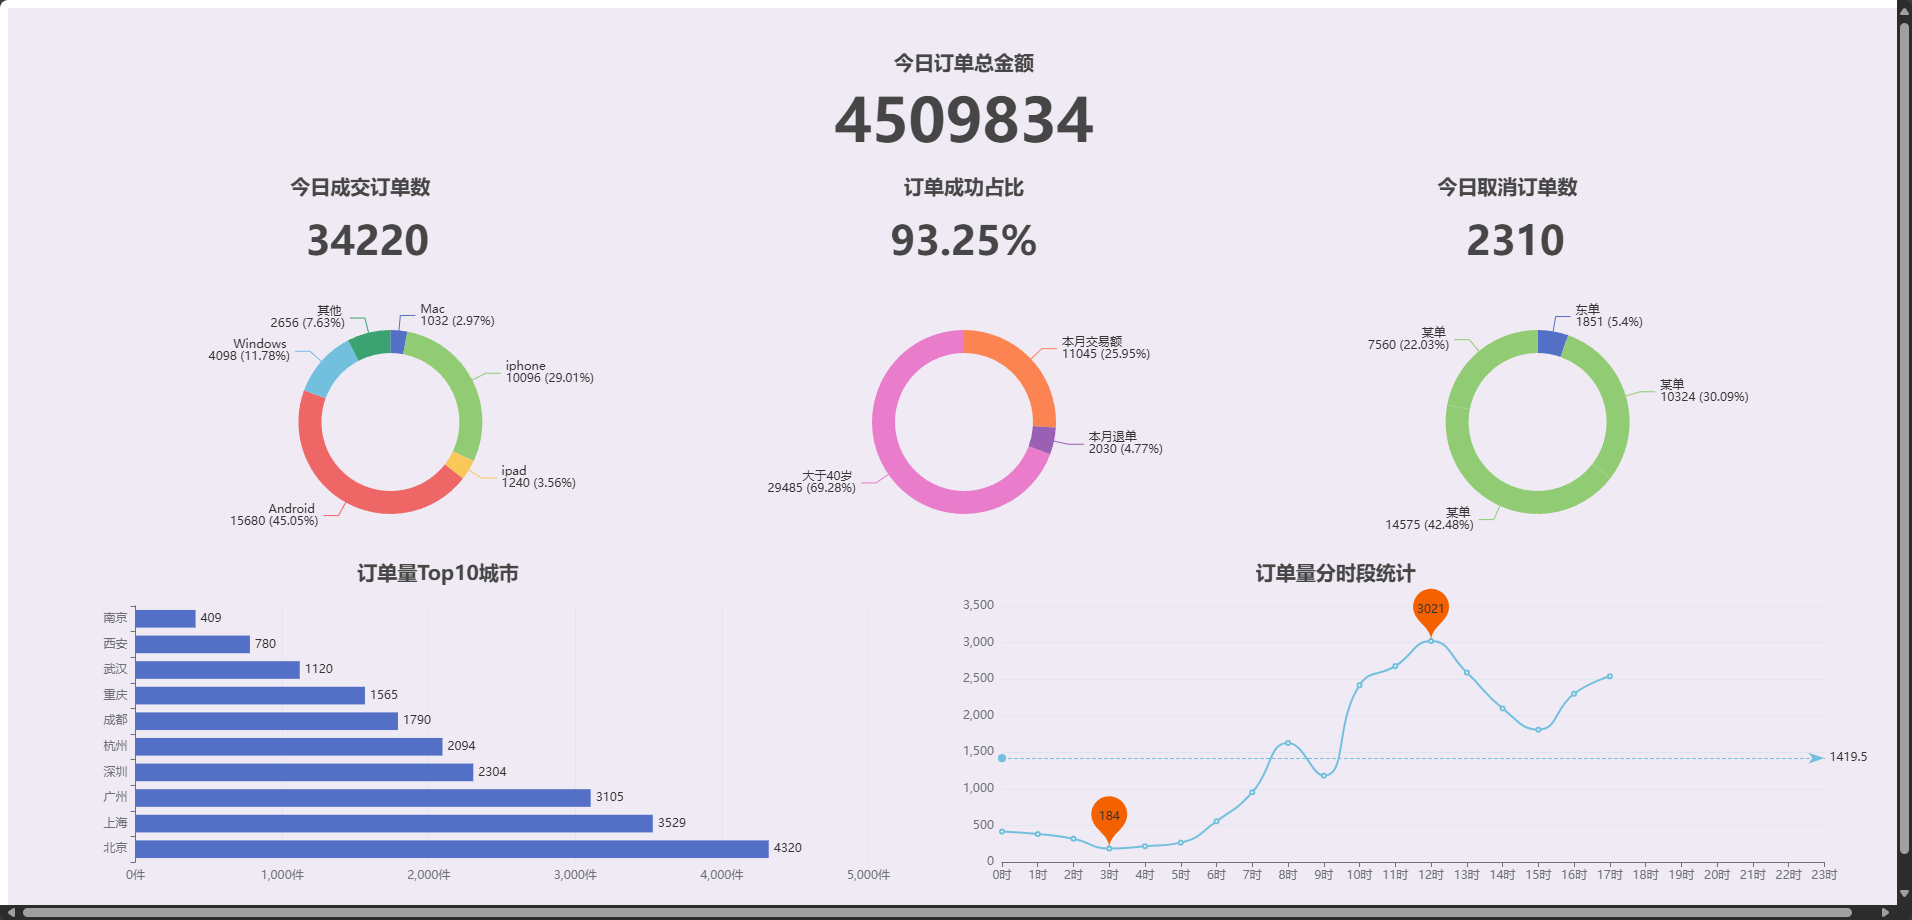 今日订单总金额
4509834
今日成交订单数
34220
订单成功占比
93.25%
今日取消订单数
2310
其他
2656 (7.63%)
Mac
1032 (2.97%)
Windows
4098 (11.78%)
iphone
10096 (29.01%)
ipad
1240 (3.56%)
Android
15680 (45.05%)
本月交易额
11045 (25.95%)
本月退单
2030 (4.77%)
大于40岁
29485 (69.28%)
东单
1851 (5.4%)
某单
7560 (22.03%)
某单
10324 (30.09%)
某单
14575 (42.48%)
订单量Top10城市
南京 409
西安 780
武汉 1120
重庆 1565
成都 1790
杭州 2094
深圳 2304
广州 3105
上海 3529
北京 4320
0件 1,000件 2,000件 3,000件 4,000件 5,000件
订单量分时段统计
3,500
3021
3,000
2,500
2,000
1,500
1419.5
1,000
184
500
0
0时 1时 2时 3时 4时 5时 6时 7时 8时 9时 10时 11时 12时 13时 14时 15时 16时 17时 18时 19时 20时 21时 22时 23时